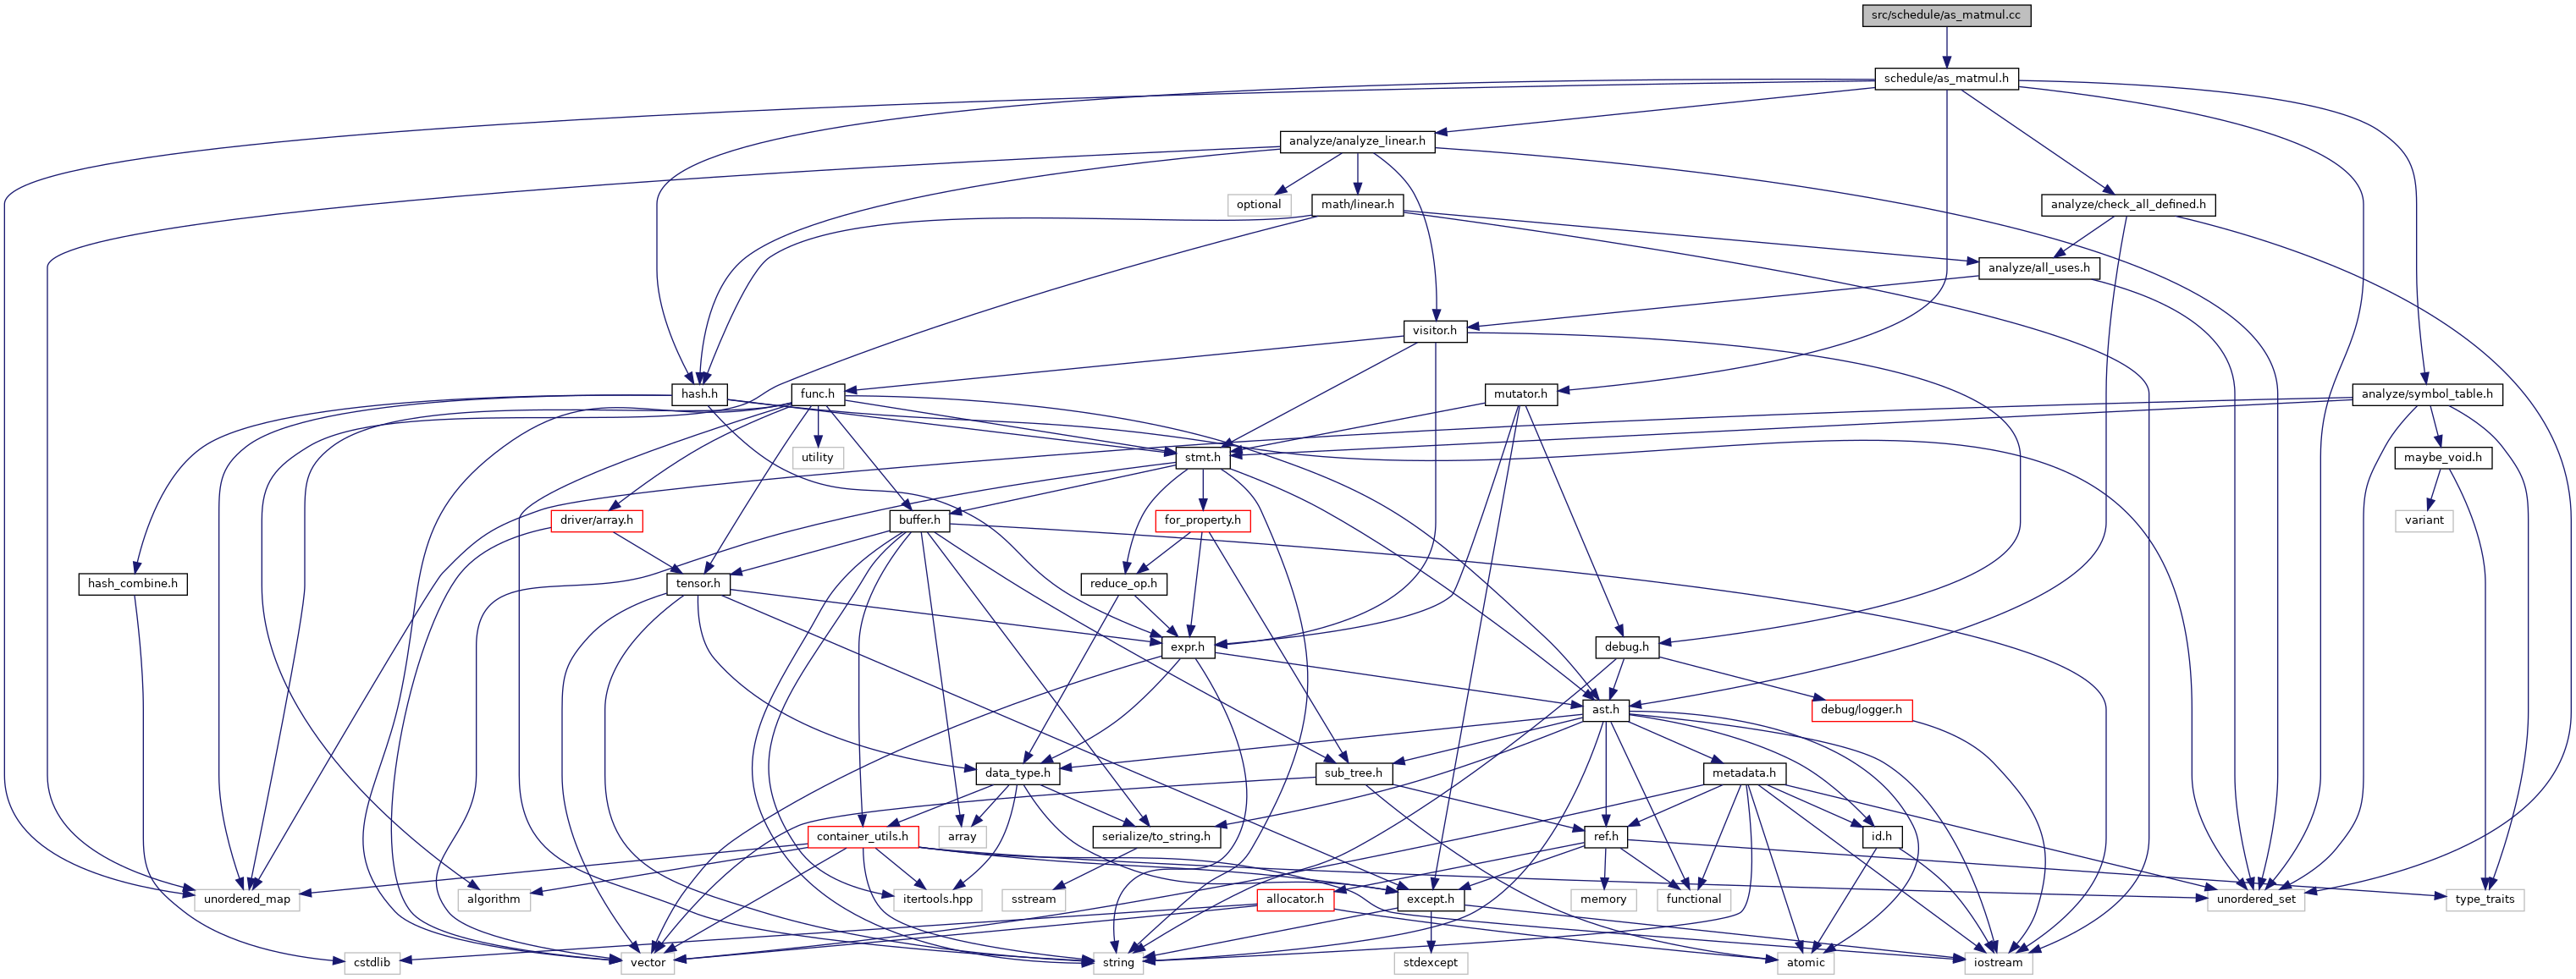 src/schedule/as_matmul.cc
schedule/as_matmul.h
analyze/analyze_linear.h
optional
math/linear.h
analyze/check_all_defined.h
analyze/all_uses.h
visitor.h
hash.h
func.h
mutator.h
analyze/symbol_table.h
utility
stmt.h
maybe_void.h
driver/array.h
buffer.h
for_property.h
variant
hash_combine.h
tensor.h
reduce_op.h
expr.h
debug.h
ast.h
debug/logger.h
data_type.h
sub_tree.h
metadata.h
container_utils.h
array
serialize/to_string.h
ref.h
id.h
unordered_map
algorithm
itertools.hpp
sstream
allocator.h
except.h
memory
functional
unordered_set
type_traits
cstdlib
vector
string
stdexcept
atomic
iostream